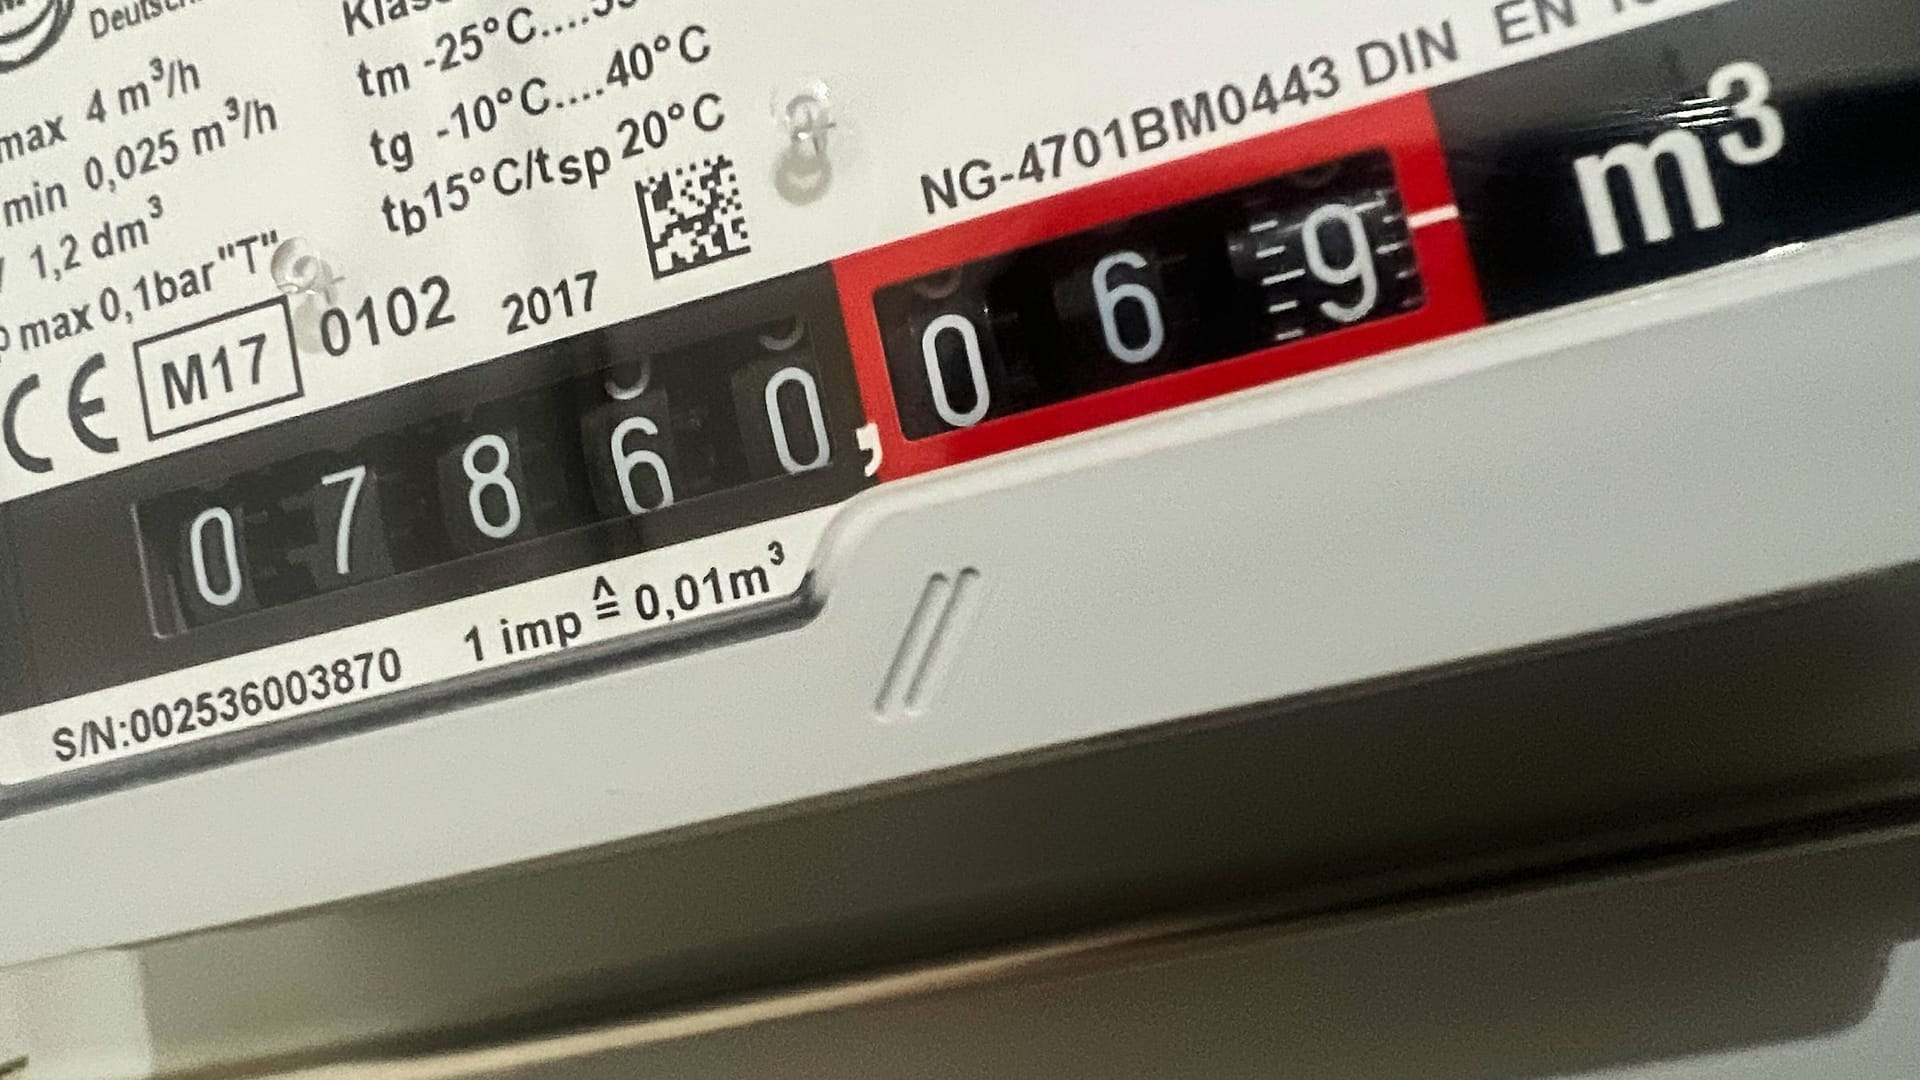 max 4 m³/h
min 0,025 m³/h
1,2 dm³
p max 0,1bar "T"
tm -25°C....
tg -10°C....40°C
tb15°C/tsp 20°C
CE M17 0102 2017
NG-4701BM0443 DIN EN
07860,069 m³
1 imp ≙ 0,01m³
S/N:002536003870